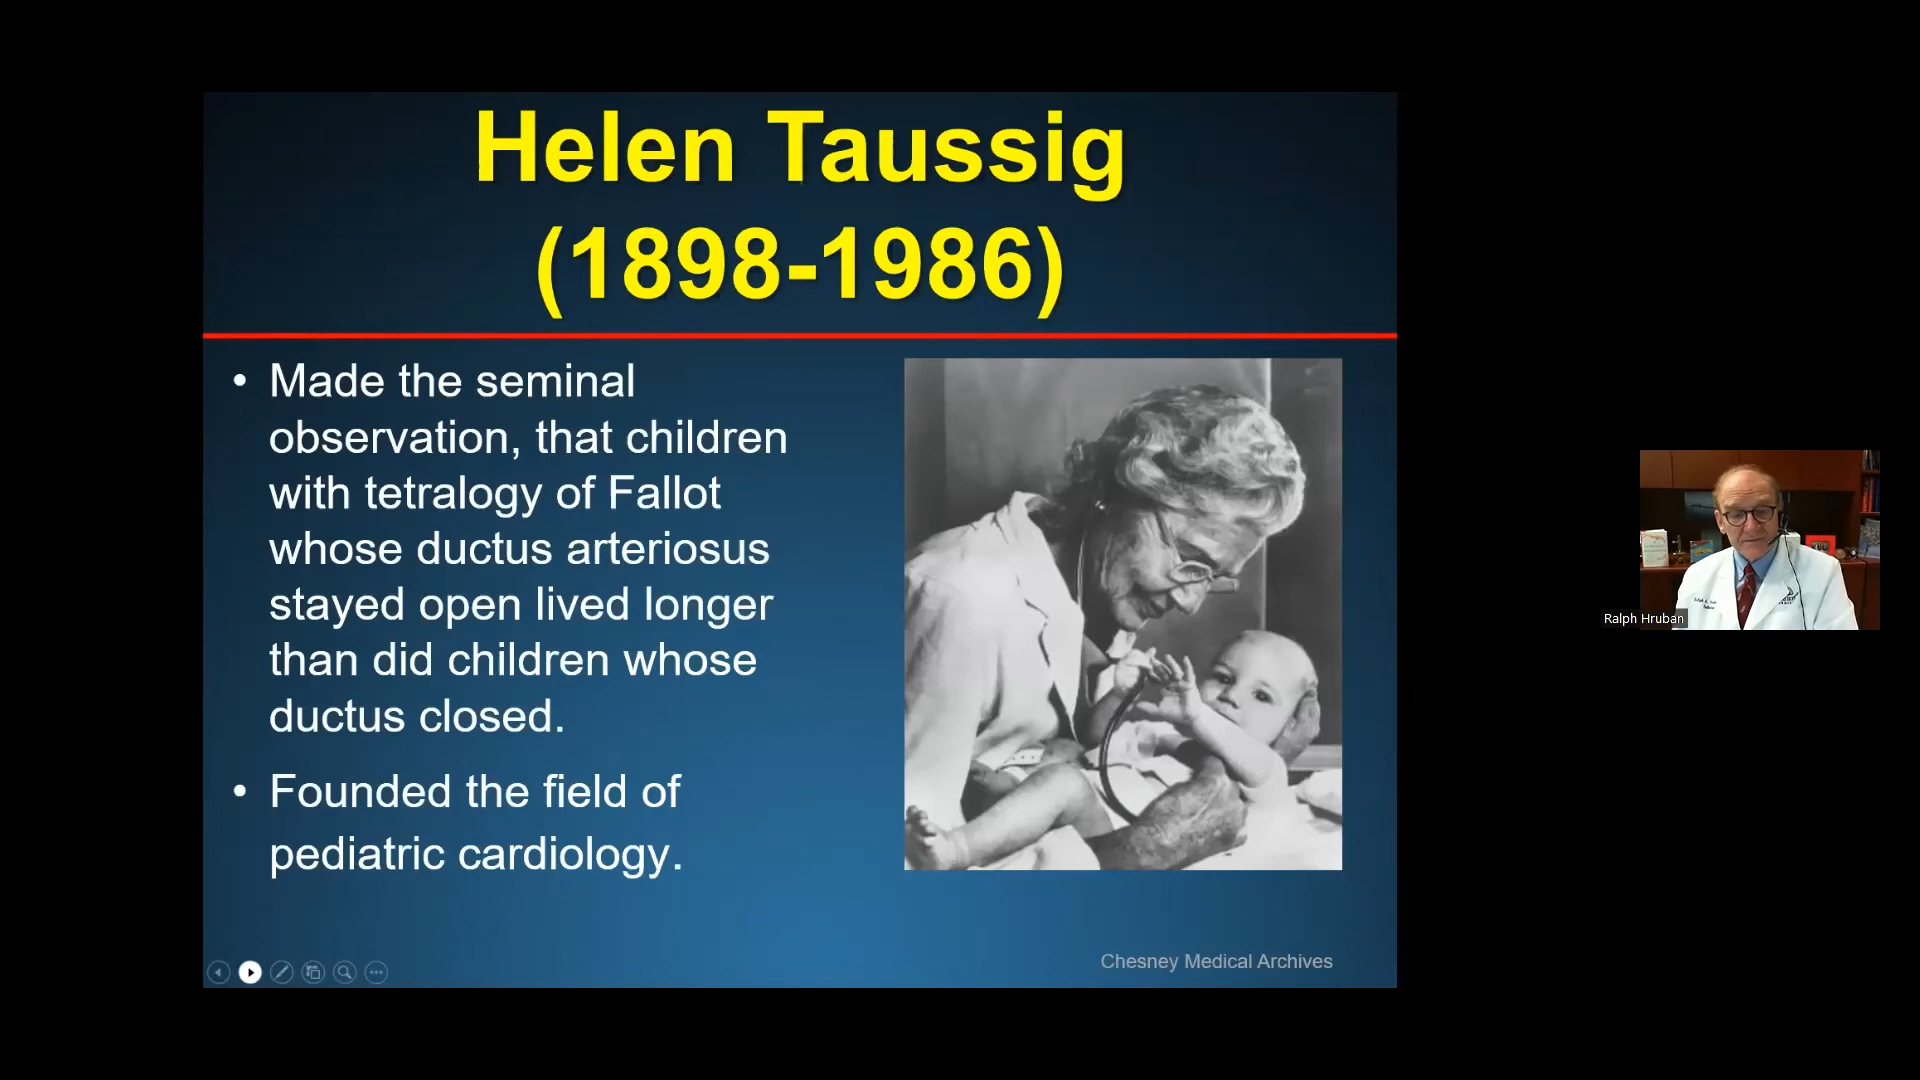 Helen Taussig
(1898-1986)
• Made the seminal
observation, that children
with tetralogy of Fallot
whose ductus arteriosus
stayed open lived longer
than did children whose
ductus closed.
• Founded the field of
pediatric cardiology.
Chesney Medical Archives
Ralph Hruban